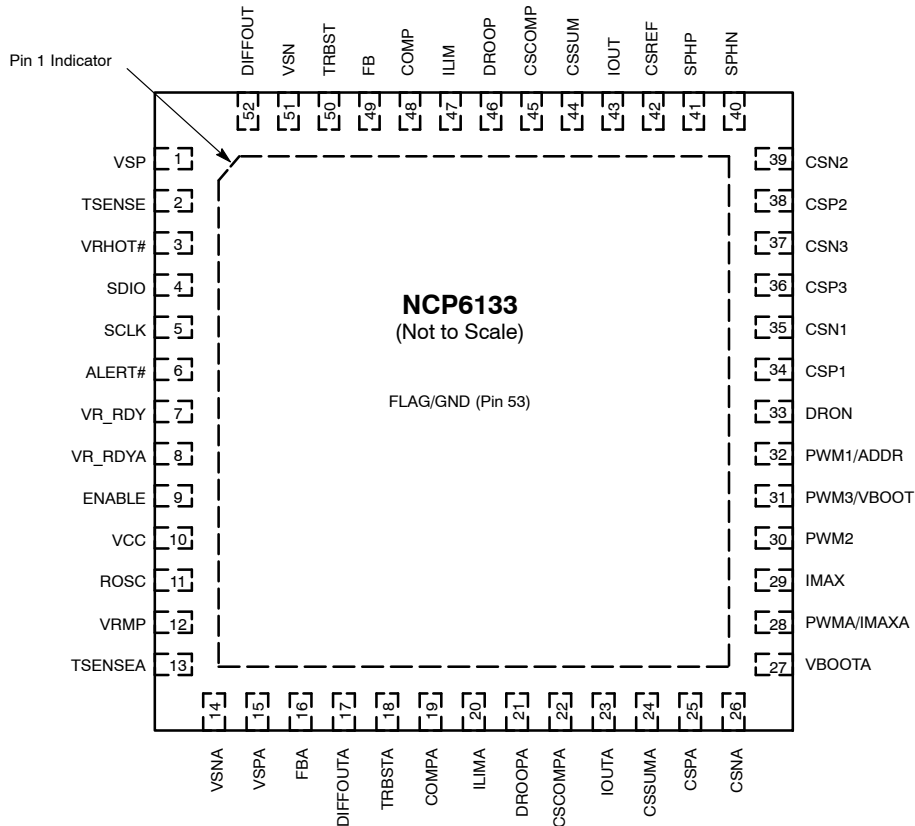 DIFFOUT
VSN
TRBST
FB
COMP
ILIM
DROOP
CSCOMP
CSSUM
IOUT
CSREF
SPHP
SPHN
Pin 1 Indicator
52
51
50
49
48
47
46
45
44
43
42
41
40
VSP 1
TSENSE 2
VRHOT# 3
SDIO 4
SCLK 5
ALERT# 6
VR_RDY 7
VR_RDYA 8
ENABLE 9
VCC 10
ROSC 11
VRMP 12
TSENSEA 13
NCP6133
(Not to Scale)
FLAG/GND (Pin 53)
39 CSN2
38 CSP2
37 CSN3
36 CSP3
35 CSN1
34 CSP1
33 DRON
32 PWM1/ADDR
31 PWM3/VBOOT
30 PWM2
29 IMAX
28 PWMA/IMAXA
27 VBOOTA
14
15
16
17
18
19
20
21
22
23
24
25
26
VSNA
VSPA
FBA
DIFFOUTA
TRBSTA
COMPA
ILIMA
DROOPA
CSCOMPA
IOUTA
CSSUMA
CSPA
CSNA